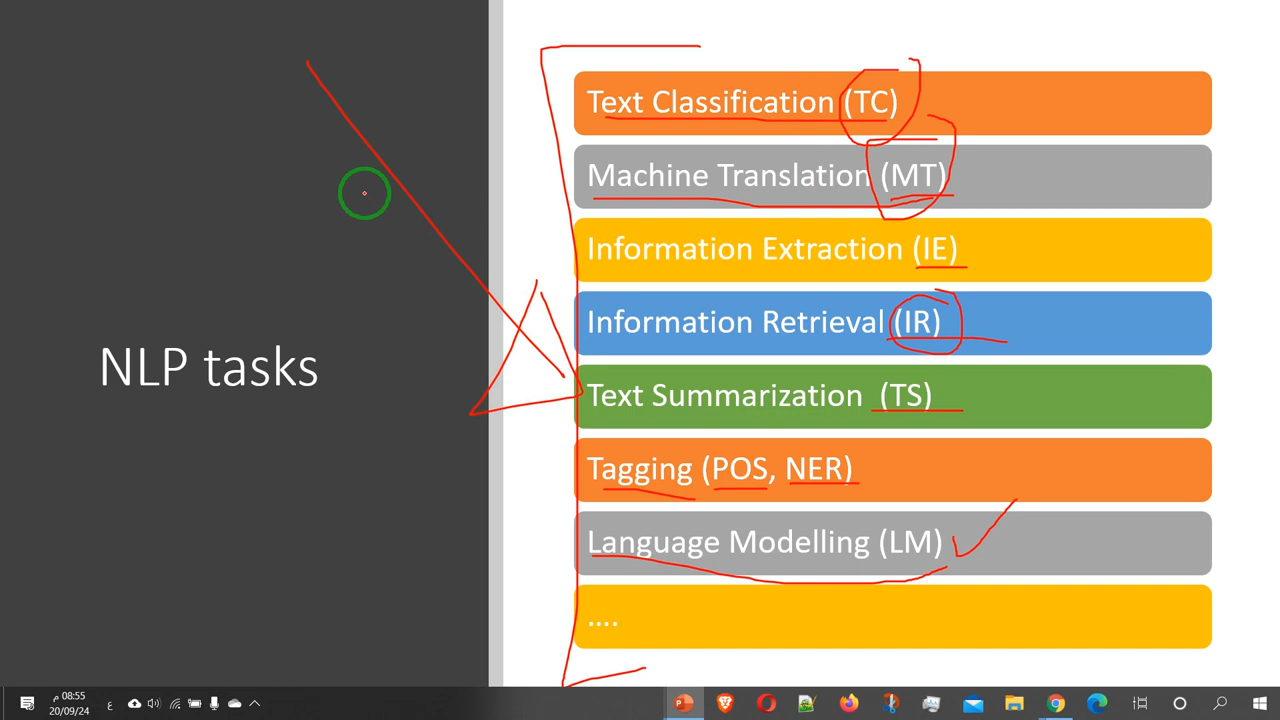 NLP tasks
Text Classification (TC)
Machine Translation (MT)
Information Extraction (IE)
Information Retrieval (IR)
Text Summarization (TS)
Tagging (POS, NER)
Language Modelling (LM)
....
08:55 م
20/09/24
ع